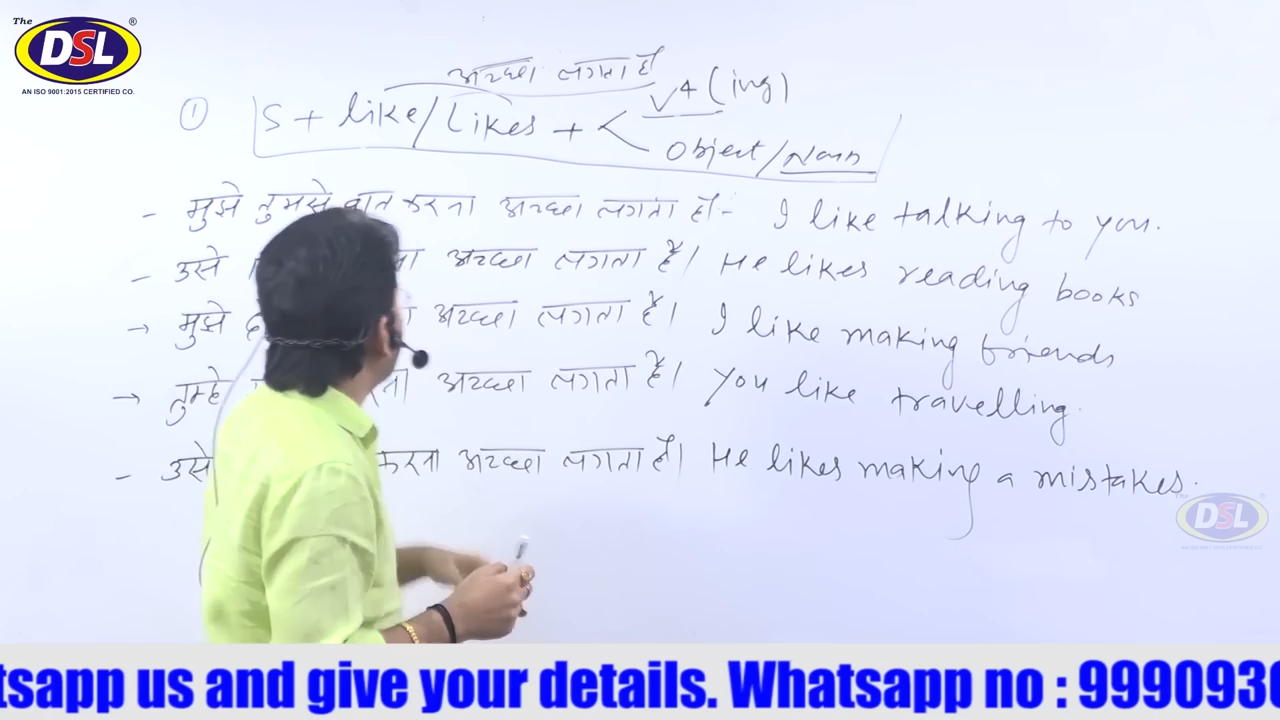 The
DSL
®
AN ISO 9001:2015 CERTIFIED CO.
अच्छा लगता है
① S + like/Likes + < V4 (ing)
Object/Noun
- मुझे तुमसे बात करना अच्छा लगता है - I like talking to you.
- उसे अच्छा लगता है। He likes reading books
→ मुझे अच्छा लगता है। I like making friends
→ तुम्हे अच्छा लगता है। You like travelling.
- उसे करना अच्छा लगता है। He likes making a mistakes.
The
DSL
tsapp us and give your details. Whatsapp no : 9990930